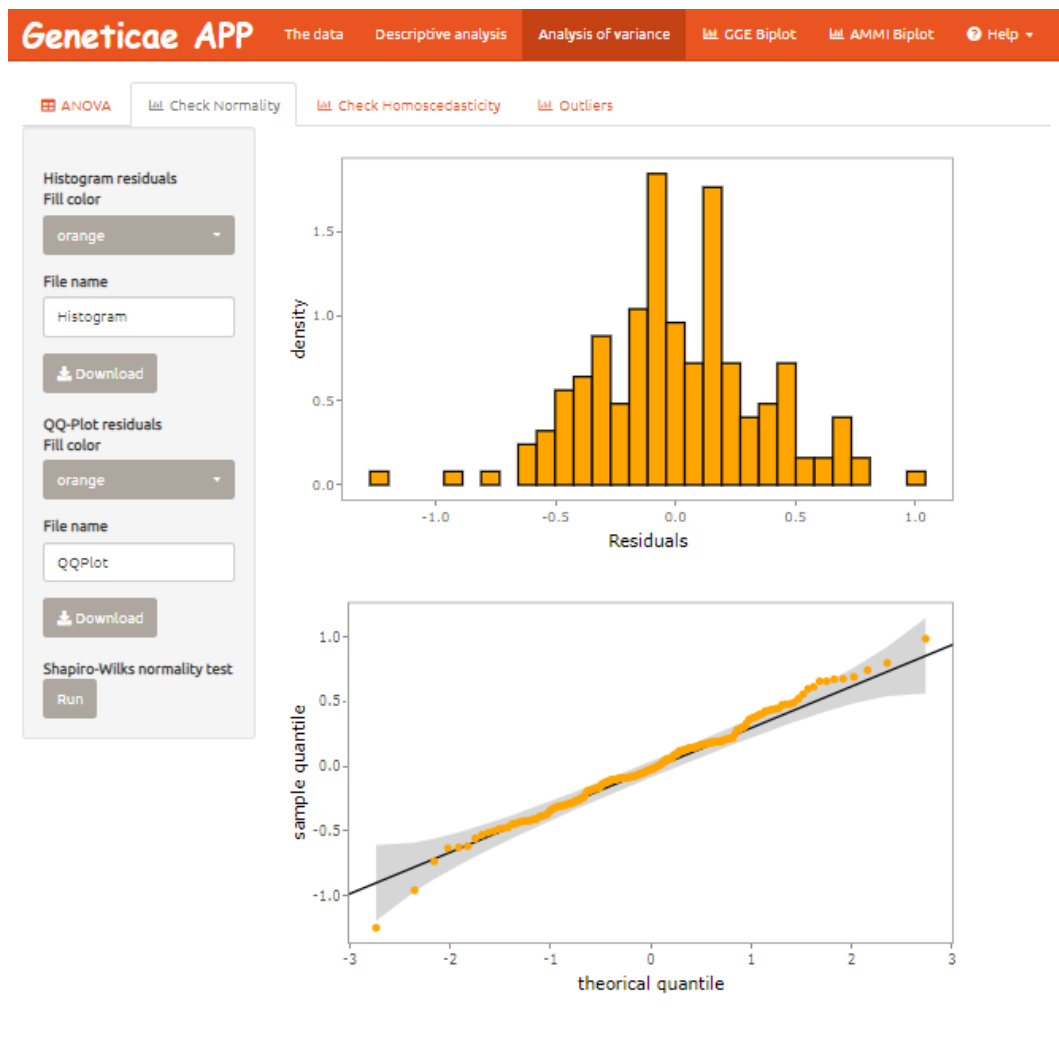 Geneticae APP The data Descriptive analysis Analysis of variance GGE Biplot AMMI Biplot Help
ANOVA Check Normality Check Homoscedasticity Outliers
Histogram residuals
Fill color
orange
File name
Histogram
Download
QQ-Plot residuals
Fill color
orange
File name
QQPlot
Download
Shapiro-Wilks normality test
Run
density
1.5
1.0
0.5
0.0
-1.0 -0.5 0.0 0.5 1.0
Residuals
sample quantile
1.0
0.5
0.0
-0.5
-1.0
-3 -2 -1 0 1 2 3
theorical quantile